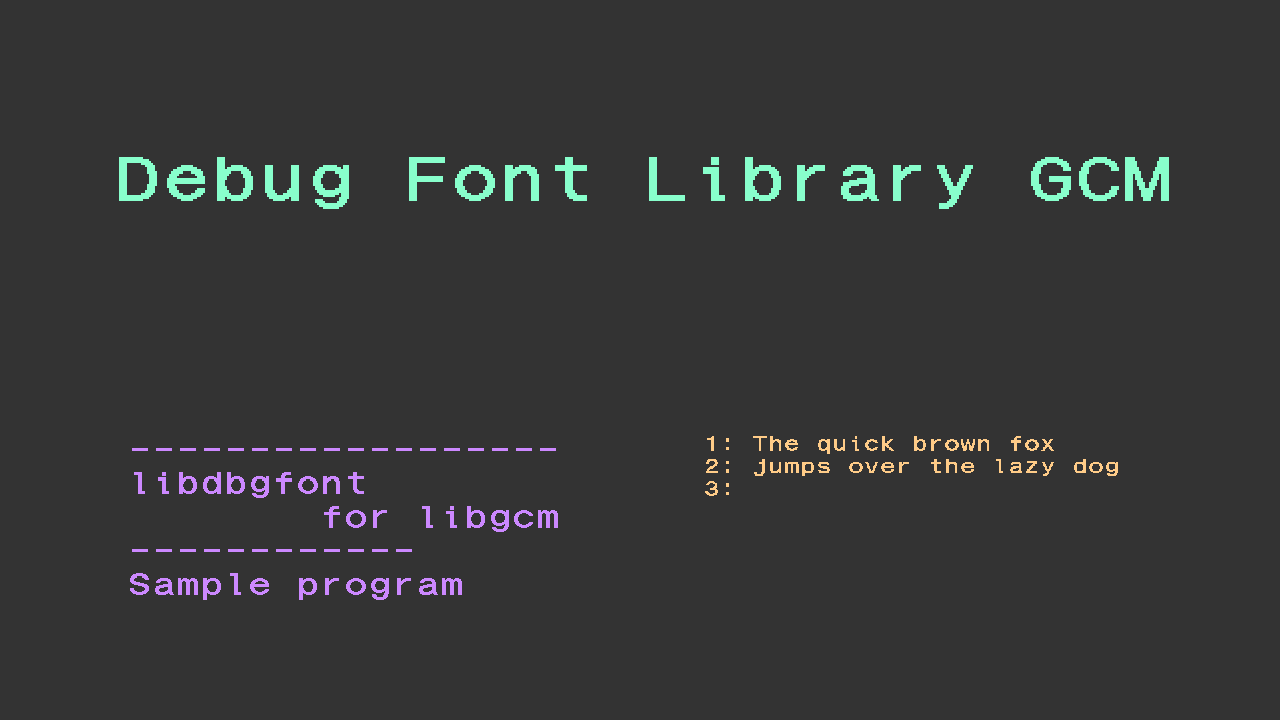 Debug Font Library GCM
------------------
libdbgfont
        for libgcm
------------
Sample program
1: The quick brown fox
2: jumps over the lazy dog
3: